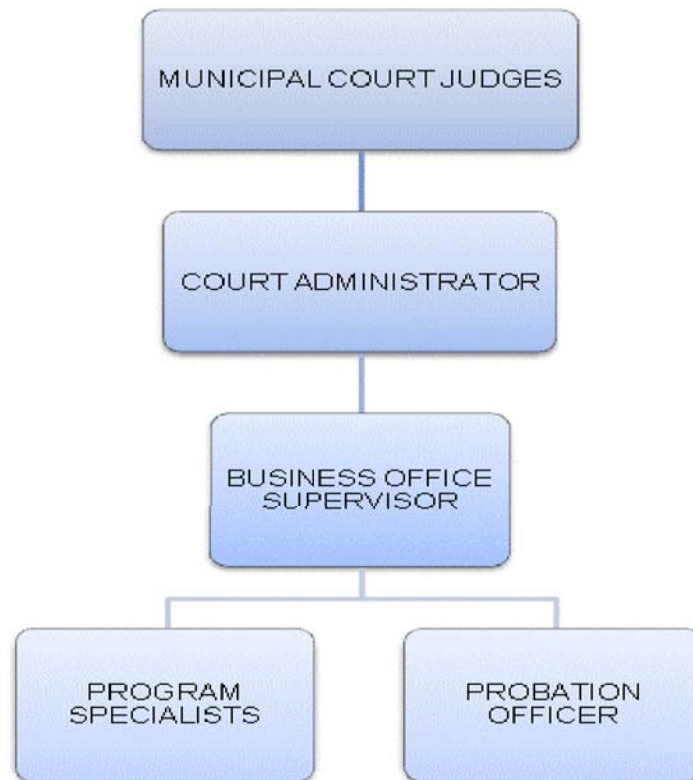 MUNICIPAL COURT JUDGES
COURT ADMINISTRATOR
BUSINESS OFFICE
SUPERVISOR
PROGRAM
SPECIALISTS
PROBATION
OFFICER